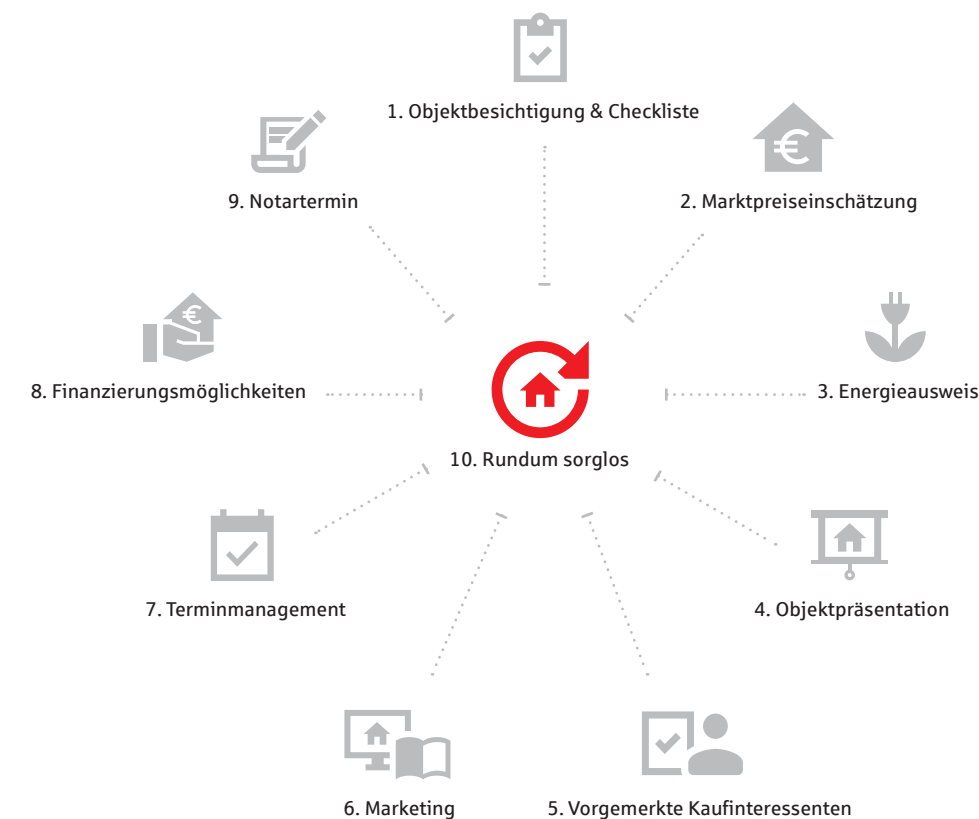 1. Objektbesichtigung & Checkliste
2. Marktpreiseinschätzung
3. Energieausweis
4. Objektpräsentation
5. Vorgemerkte Kaufinteressenten
6. Marketing
7. Terminmanagement
8. Finanzierungsmöglichkeiten
9. Notartermin
10. Rundum sorglos